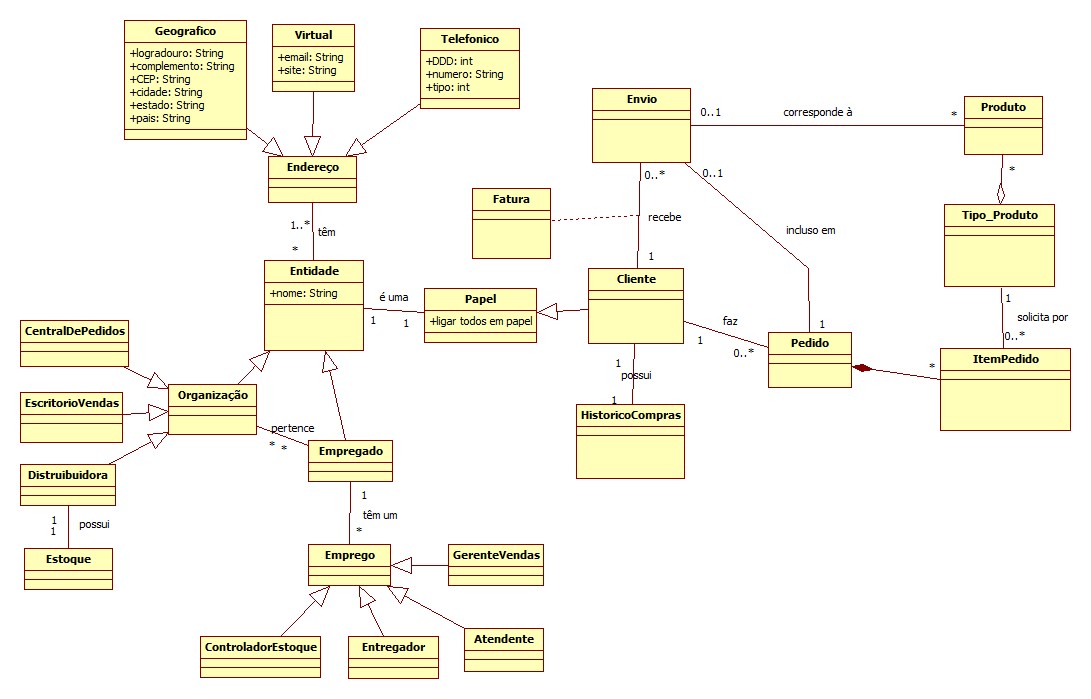 Geografico
+logradouro: String
+complemento: String
+CEP: String
+cidade: String
+estado: String
+pais: String
Virtual
+email: String
+site: String
Telefonico
+DDD: int
+numero: String
+tipo: int
Endereço
1..*
têm
*
Entidade
+nome: String
é uma
1
1
Papel
+ligar todos em papel
Envio
0..1
corresponde à
*
Produto
*
Tipo_Produto
1
solicita por
0..*
ItemPedido
0..*
0..1
Fatura
recebe
incluso em
1
Cliente
faz
1
0..*
1
Pedido
*
1
possui
1
HistoricoCompras
CentralDePedidos
EscritorioVendas
Organização
pertence
*
*
Empregado
Distruibuidora
1
1
possui
Estoque
1
têm um
*
Emprego
GerenteVendas
ControladorEstoque
Entregador
Atendente